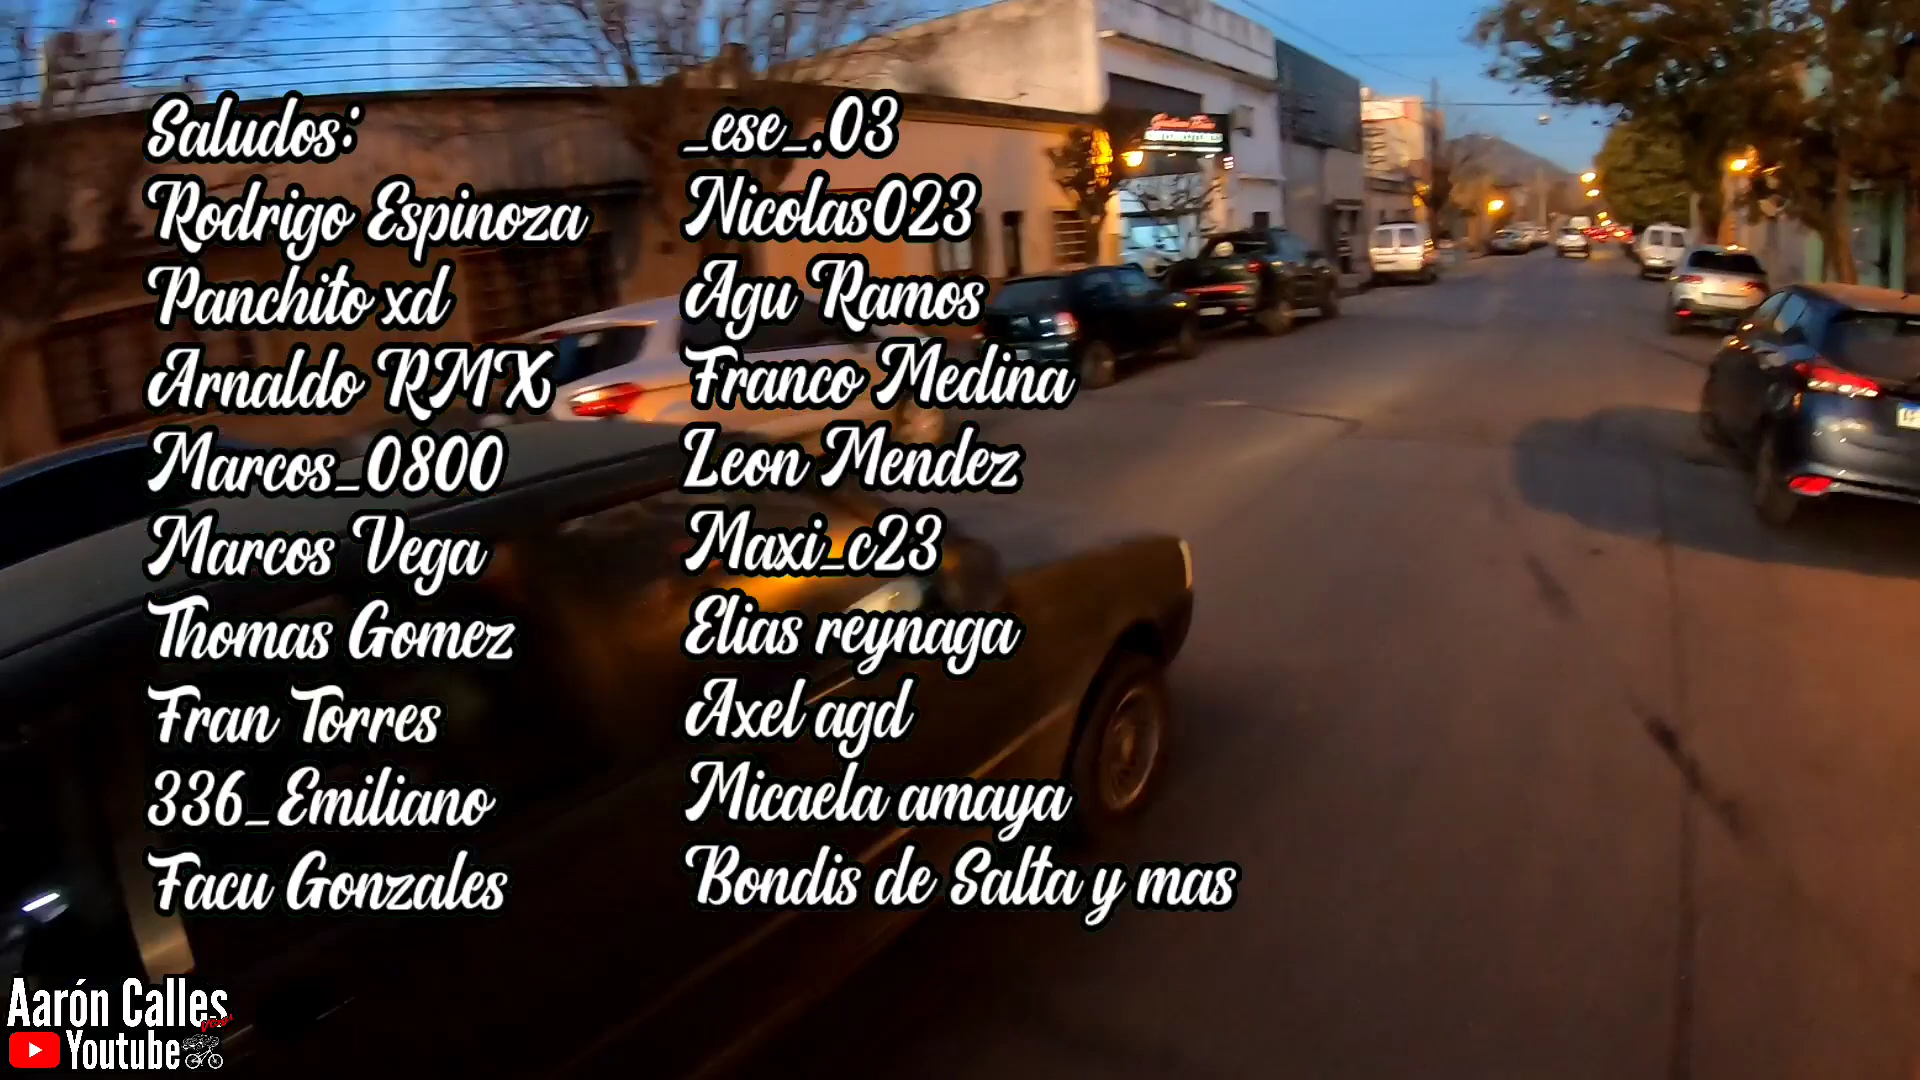 Saludos:
Rodrigo Espinoza
Panchito xd
Arnaldo RMX
Marcos_0800
Marcos Vega
Thomas Gomez
Fran Torres
336_Emiliano
Facu Gonzales
_ese_.03
Nicolas023
Agu Ramos
Franco Medina
Leon Mendez
Maxi_c23
Elias reynaga
Axel agd
Micaela amaya
Bondis de Salta y mas
Aarón Calles
Youtube